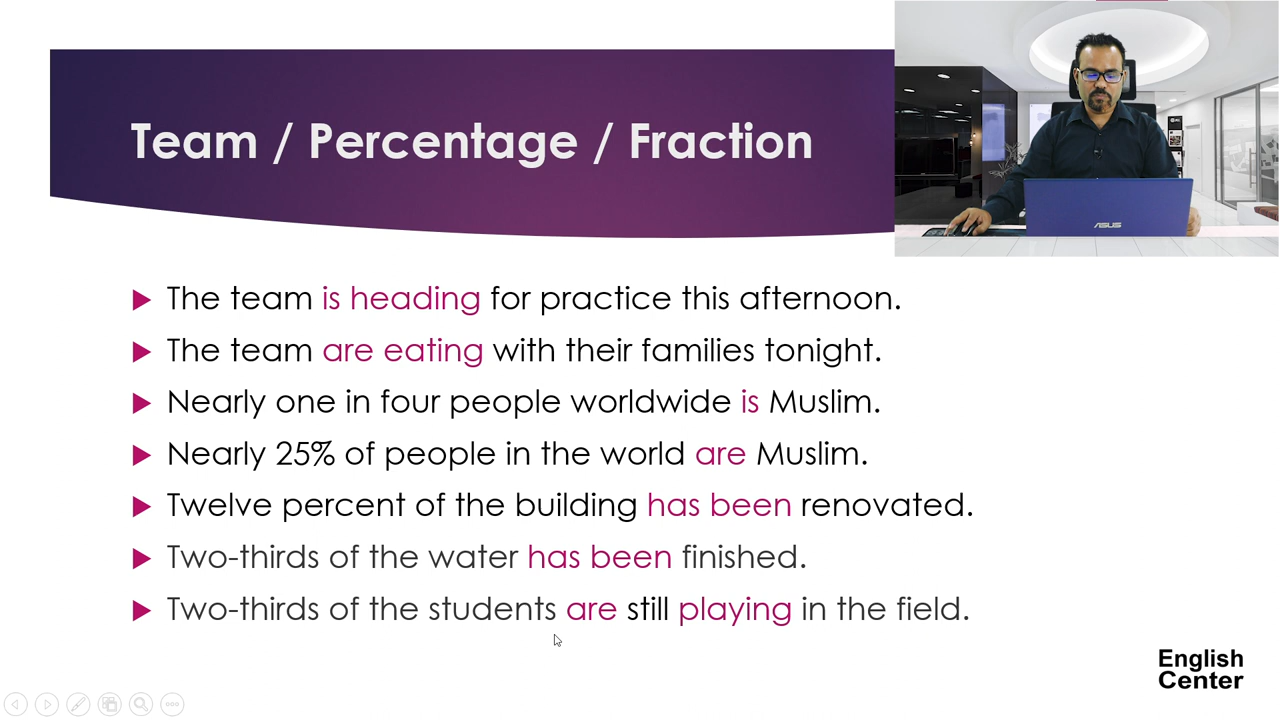 Team / Percentage / Fraction
ASUS
The team is heading for practice this afternoon.
The team are eating with their families tonight.
Nearly one in four people worldwide is Muslim.
Nearly 25% of people in the world are Muslim.
Twelve percent of the building has been renovated.
Two-thirds of the water has been finished.
Two-thirds of the students are still playing in the field.
English
Center